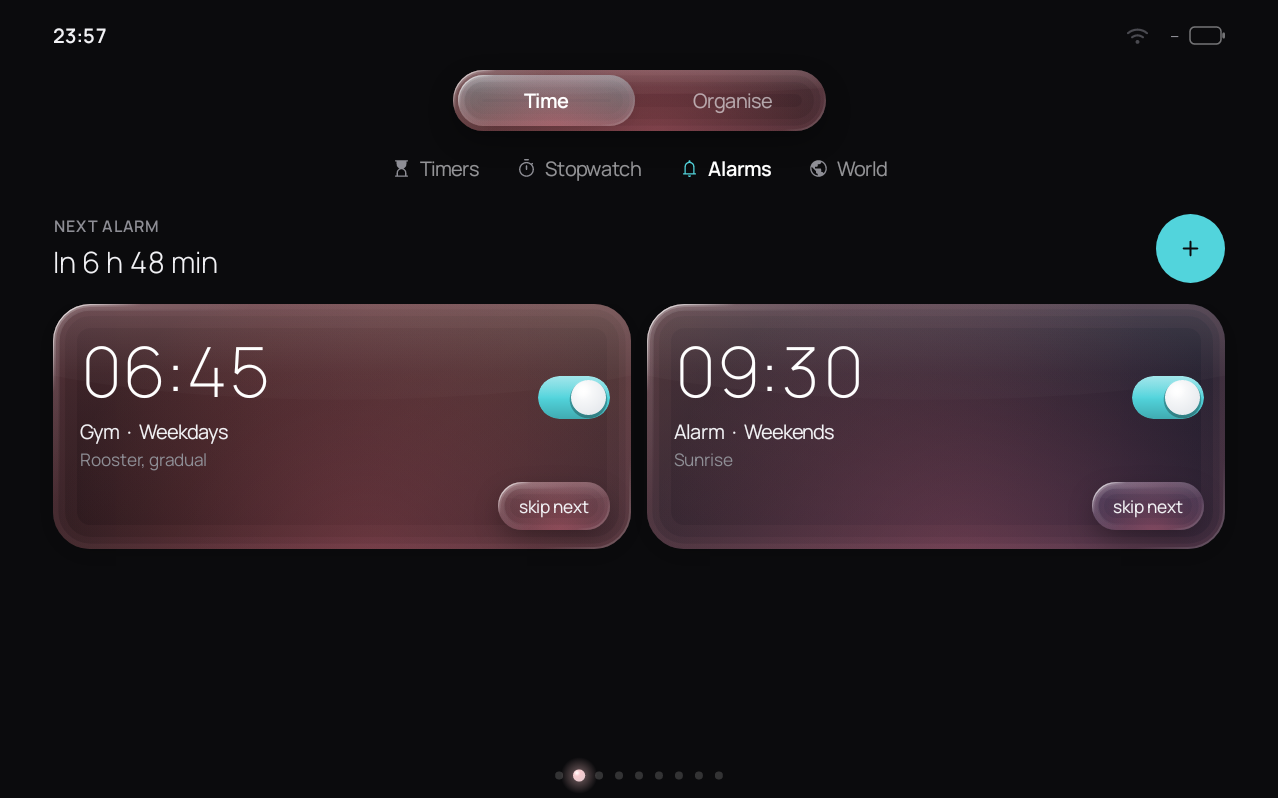 23:57
–
Time Organise
Timers Stopwatch Alarms World
NEXT ALARM
In 6 h 48 min
+
06:45
Gym · Weekdays
Rooster, gradual
skip next
09:30
Alarm · Weekends
Sunrise
skip next